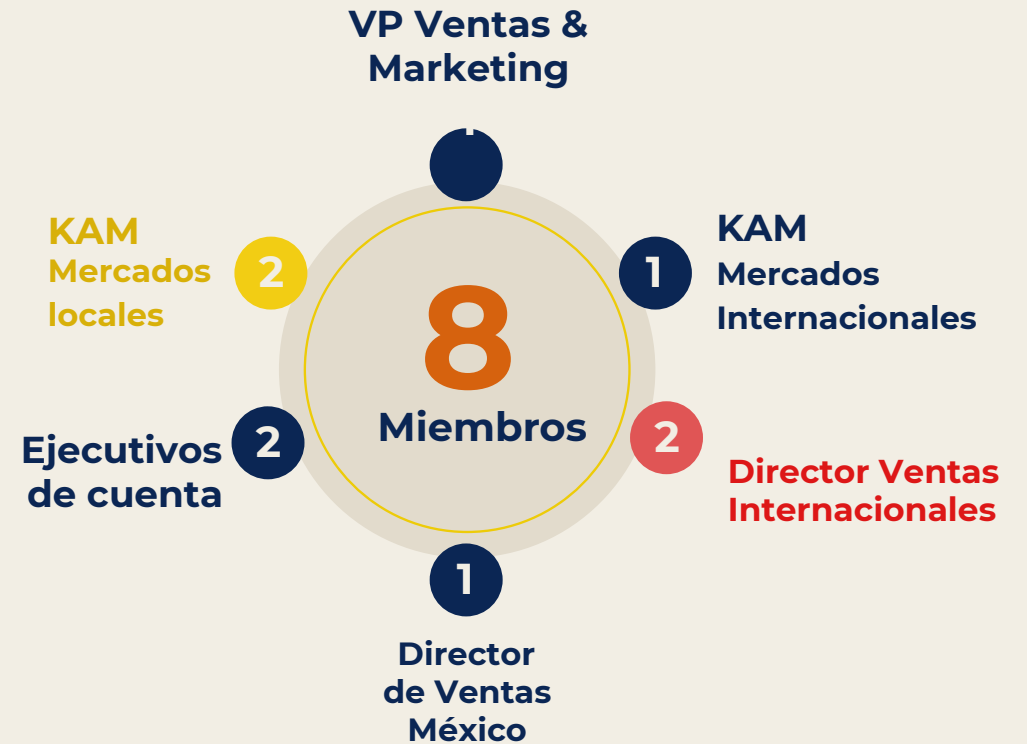 VP Ventas &
Marketing
KAM
Mercados
locales
2
1
KAM
Mercados
Internacionales
8
Miembros
Ejecutivos
de cuenta
2
2
Director Ventas
Internacionales
1
Director
de Ventas
México